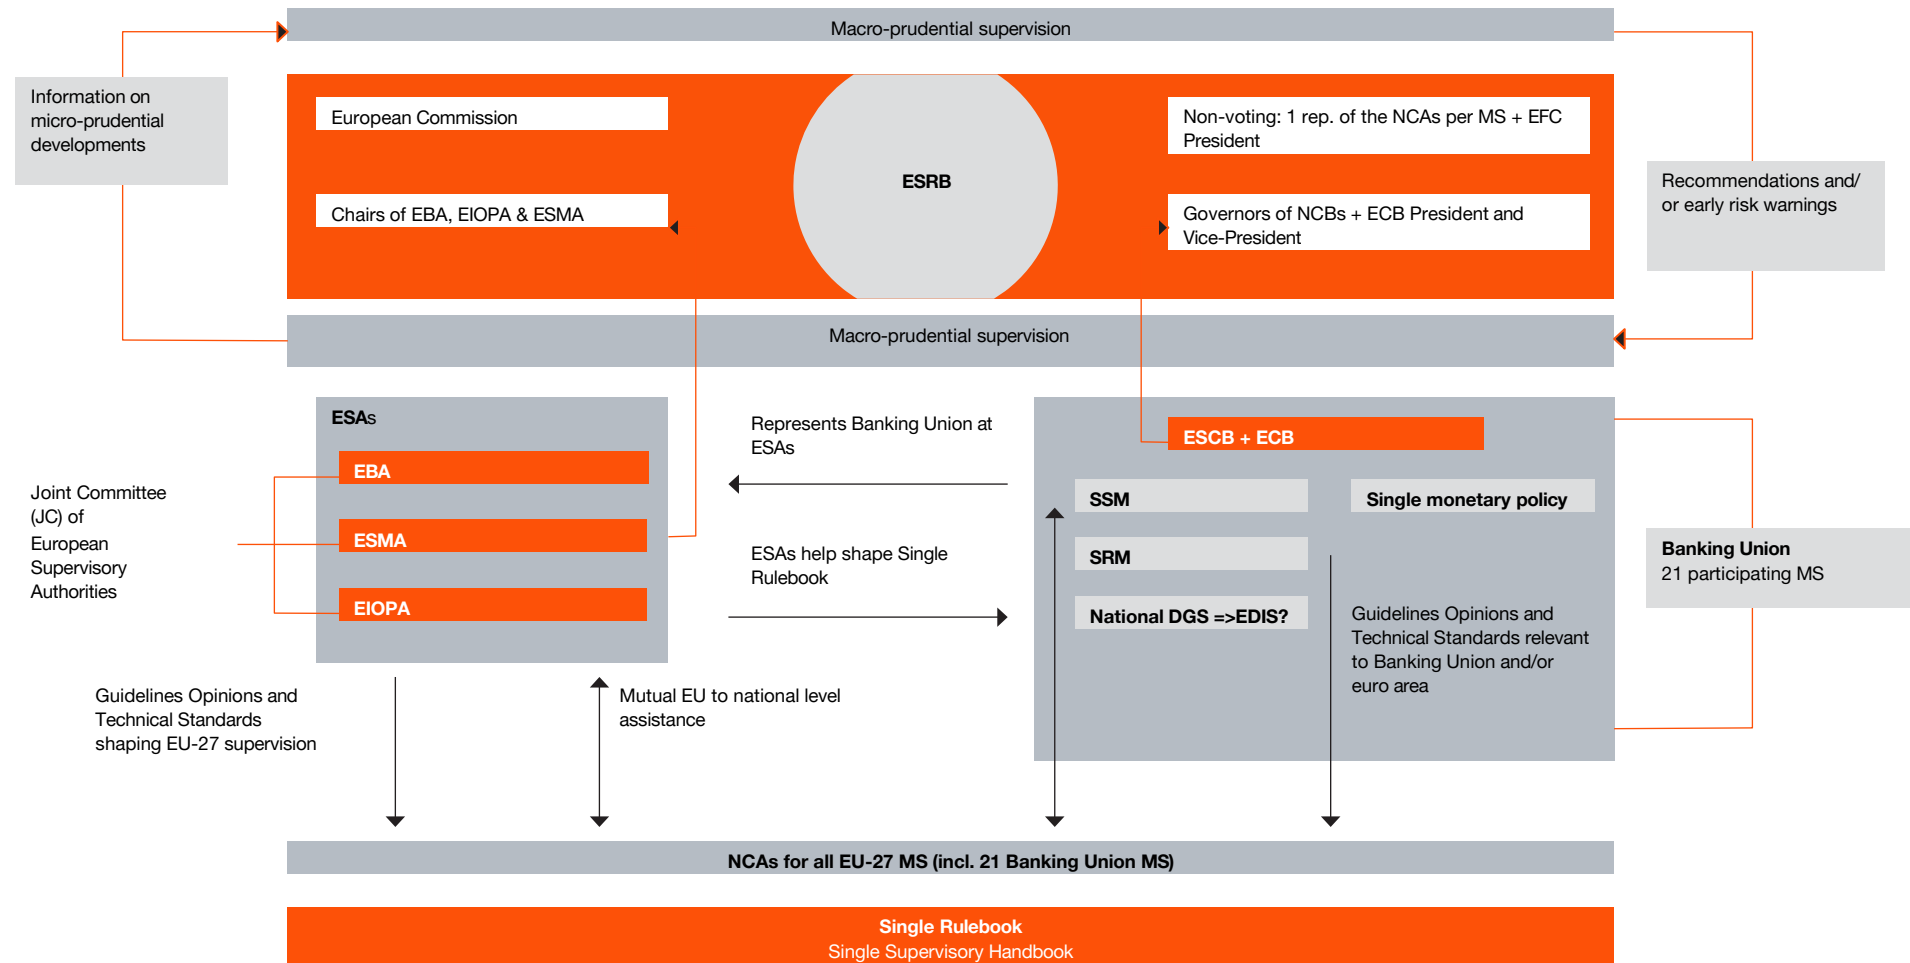 Macro-prudential supervision
Information on
micro-prudential
developments
European Commission
Chairs of EBA, EIOPA & ESMA
ESRB
Non-voting: 1 rep. of the NCAs per MS + EFC
President
Governors of NCBs + ECB President and
Vice-President
Recommendations and/
or early risk warnings
Macro-prudential supervision
ESAs
EBA
ESMA
EIOPA
Joint Committee
(JC) of
European
Supervisory
Authorities
Represents Banking Union at
ESAs
ESAs help shape Single
Rulebook
ESCB + ECB
SSM
Single monetary policy
SRM
National DGS =>EDIS?
Guidelines Opinions and
Technical Standards relevant
to Banking Union and/or
euro area
Banking Union
21 participating MS
Guidelines Opinions and
Technical Standards
shaping EU-27 supervision
Mutual EU to national level
assistance
NCAs for all EU-27 MS (incl. 21 Banking Union MS)
Single Rulebook
Single Supervisory Handbook